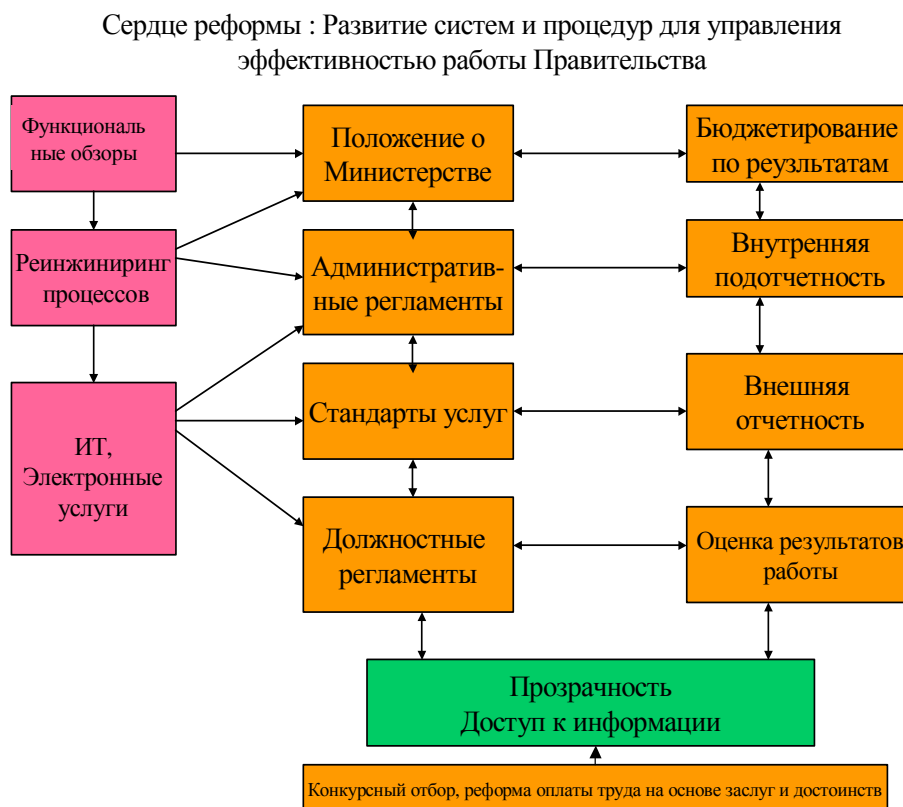 Сердце реформы : Развитие систем и процедур для управления
эффективностью работы Правительства
Функциональ
ные обзоры
Положение о
Министерстве
Бюджетирование
по реузльтатам
Реинжиниринг
процессов
Административ-
ные регламенты
Внутренняя
подотчетность
ИТ,
Электронные
услуги
Стандарты услуг
Внешняя
отчетность
Должностные
регламенты
Оценка результатов
работы
Прозрачность
Доступ к информации
Конкурсный отбор, реформа оплаты труда на основе заслуг и достоинств